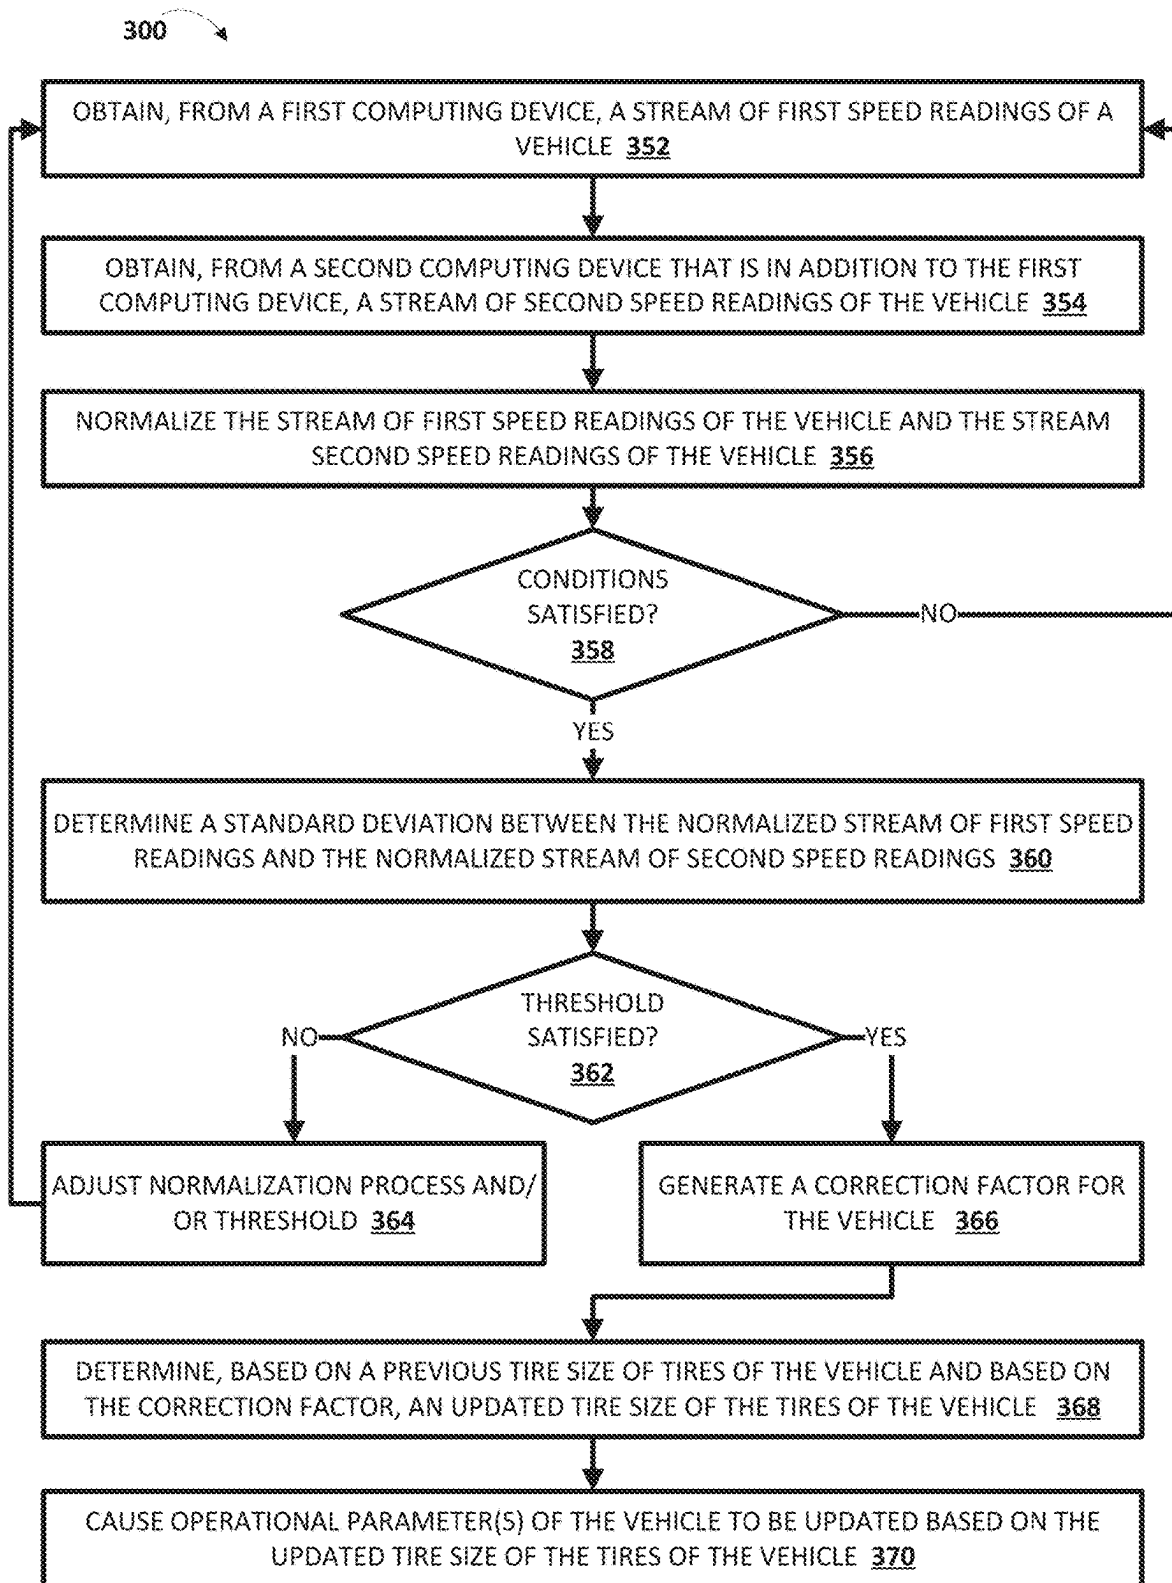 300
OBTAIN, FROM A FIRST COMPUTING DEVICE, A STREAM OF FIRST SPEED READINGS OF A
VEHICLE 352
OBTAIN, FROM A SECOND COMPUTING DEVICE THAT IS IN ADDITION TO THE FIRST
COMPUTING DEVICE, A STREAM OF SECOND SPEED READINGS OF THE VEHICLE 354
NORMALIZE THE STREAM OF FIRST SPEED READINGS OF THE VEHICLE AND THE STREAM
SECOND SPEED READINGS OF THE VEHICLE 356
CONDITIONS
SATISFIED?
358
NO
YES
DETERMINE A STANDARD DEVIATION BETWEEN THE NORMALIZED STREAM OF FIRST SPEED
READINGS AND THE NORMALIZED STREAM OF SECOND SPEED READINGS 360
THRESHOLD
SATISFIED?
362
NO
YES
ADJUST NORMALIZATION PROCESS AND/
OR THRESHOLD 364
GENERATE A CORRECTION FACTOR FOR
THE VEHICLE 366
DETERMINE, BASED ON A PREVIOUS TIRE SIZE OF TIRES OF THE VEHICLE AND BASED ON
THE CORRECTION FACTOR, AN UPDATED TIRE SIZE OF THE TIRES OF THE VEHICLE 368
CAUSE OPERATIONAL PARAMETER(S) OF THE VEHICLE TO BE UPDATED BASED ON THE
UPDATED TIRE SIZE OF THE TIRES OF THE VEHICLE 370